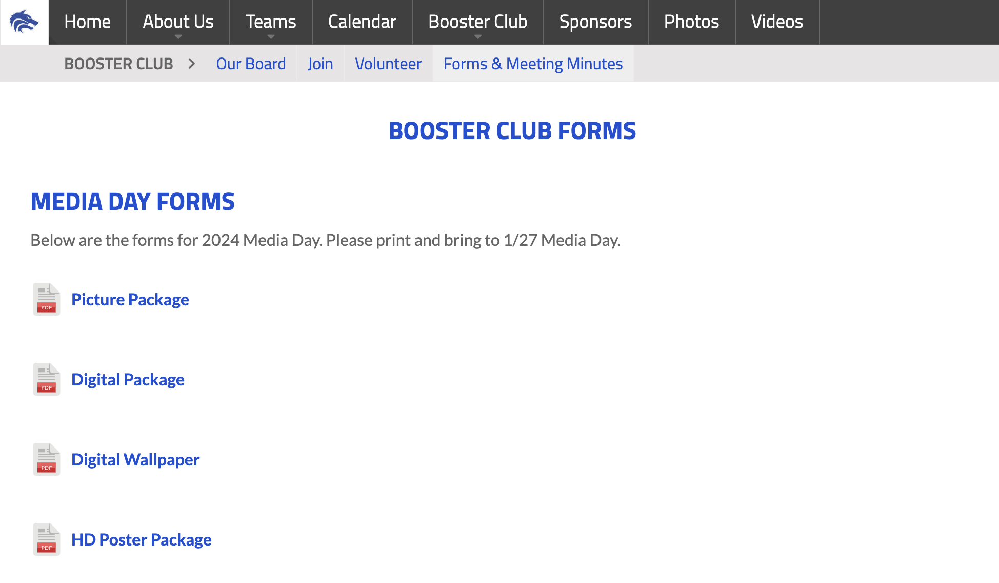 Home About Us Teams Calendar Booster Club Sponsors Photos Videos
BOOSTER CLUB > Our Board Join Volunteer Forms & Meeting Minutes
BOOSTER CLUB FORMS
MEDIA DAY FORMS
Below are the forms for 2024 Media Day. Please print and bring to 1/27 Media Day.
PDF Picture Package
PDF Digital Package
PDF Digital Wallpaper
PDF HD Poster Package